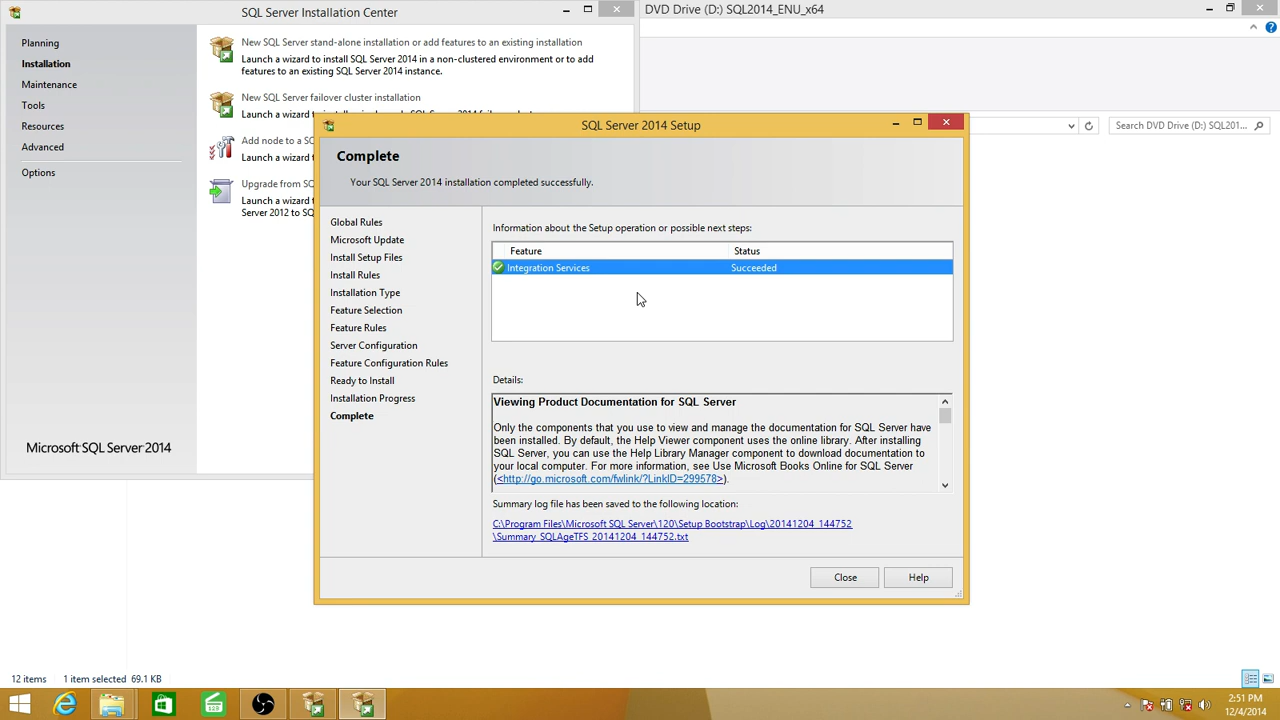 SQL Server Installation Center
DVD Drive (D:) SQL2014_ENU_x64
Planning
Installation
Maintenance
Tools
Resources
Advanced
Options
Microsoft SQL Server 2014
New SQL Server stand-alone installation or add features to an existing installation
Launch a wizard to install SQL Server 2014 in a non-clustered environment or to add
features to an existing SQL Server 2014 instance.
New SQL Server failover cluster installation
Launch a wizard to
Add node to a SQ
Launch a wizard t
Upgrade from SQ
Launch a wizard t
Server 2012 to SQ
Search DVD Drive (D:) SQL201...
SQL Server 2014 Setup
Complete
Your SQL Server 2014 installation completed successfully.
Global Rules
Microsoft Update
Install Setup Files
Install Rules
Installation Type
Feature Selection
Feature Rules
Server Configuration
Feature Configuration Rules
Ready to Install
Installation Progress
Complete
Information about the Setup operation or possible next steps:
Feature Status
Integration Services Succeeded
Details:
Viewing Product Documentation for SQL Server
Only the components that you use to view and manage the documentation for SQL Server have
been installed. By default, the Help Viewer component uses the online library. After installing
SQL Server, you can use the Help Library Manager component to download documentation to
your local computer. For more information, see Use Microsoft Books Online for SQL Server
(<http://go.microsoft.com/fwlink/?LinkID=299578>).
Summary log file has been saved to the following location:
C:\Program Files\Microsoft SQL Server\120\Setup Bootstrap\Log\20141204_144752
\Summary_SQLAgeTFS_20141204_144752.txt
Close Help
12 items 1 item selected 69.1 KB
2:51 PM
12/4/2014